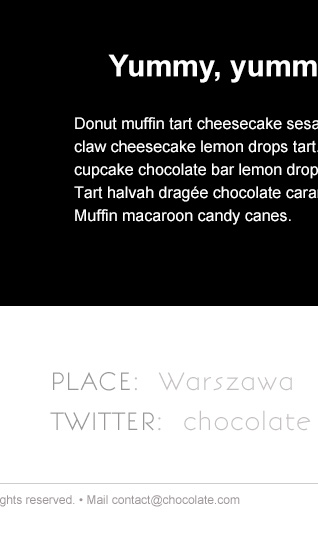 Yummy, yumm
Donut muffin tart cheesecake sesa
claw cheesecake lemon drops tart.
cupcake chocolate bar lemon drop
Tart halvah dragée chocolate cara
Muffin macaroon candy canes.
PLACE: Warszawa
TWITTER: chocolate
ghts reserved. • Mail contact@chocolate.com